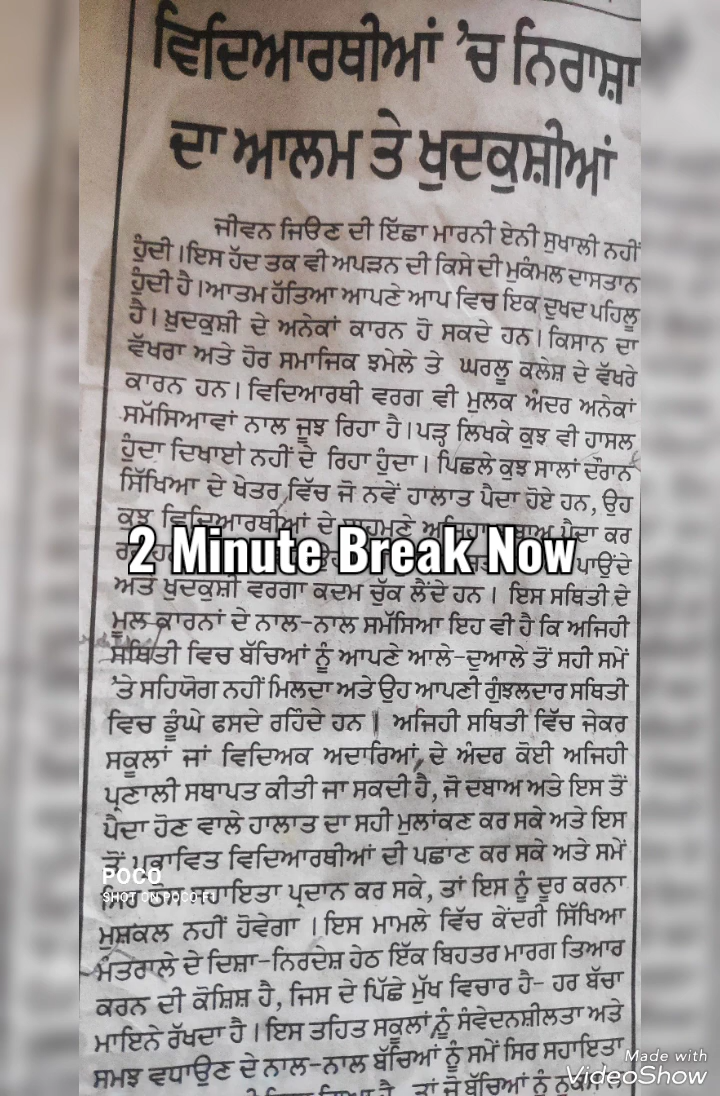 ਵਿਦਿਆਰਥੀਆਂ 'ਚ ਨਿਰਾਸ਼ਾ
ਦਾ ਆਲਮ ਤੇ ਖੁਦਕੁਸ਼ੀਆਂ
ਜੀਵਨ ਜਿਉਣ ਦੀ ਇੱਛਾ ਮਾਰਨੀ ਏਨੀ ਸੁਖਾਲੀ ਨਹੀਂ
ਹੁੰਦੀ।ਇਸ ਹੱਦ ਤਕ ਵੀ ਅਪੜਨ ਦੀ ਕਿਸੇ ਦੀ ਮੁਕੰਮਲ ਦਾਸਤਾਨ
ਹੁੰਦੀ ਹੈ।ਆਤਮ ਹੱਤਿਆ ਆਪਣੇ ਆਪ ਵਿਚ ਇਕ ਦੁਖਦ ਪਹਿਲੂ
ਹੈ। ਖ਼ੁਦਕੁਸ਼ੀ ਦੇ ਅਨੇਕਾਂ ਕਾਰਨ ਹੋ ਸਕਦੇ ਹਨ। ਕਿਸਾਨ ਦਾ
ਵੱਖਰਾ ਅਤੇ ਹੋਰ ਸਮਾਜਿਕ ਝਮੇਲੇ ਤੇ ਘਰਲੂ ਕਲੇਸ਼ ਦੇ ਵੱਖਰੇ
ਕਾਰਨ ਹਨ। ਵਿਦਿਆਰਥੀ ਵਰਗ ਵੀ ਮੁਲਕ ਅੰਦਰ ਅਨੇਕਾਂ
ਸਮੱਸਿਆਵਾਂ ਨਾਲ ਜੂਝ ਰਿਹਾ ਹੈ।ਪੜ੍ਹ ਲਿਖਕੇ ਕੁਝ ਵੀ ਹਾਸਲ
ਹੁੰਦਾ ਦਿਖਾਈ ਨਹੀਂ ਦੇ ਰਿਹਾ ਹੁੰਦਾ। ਪਿਛਲੇ ਕੁਝ ਸਾਲਾਂ ਦੌਰਾਨ
ਸਿੱਖਿਆ ਦੇ ਖੇਤਰ ਵਿੱਚ ਜੋ ਨਵੇਂ ਹਾਲਾਤ ਪੈਦਾ ਹੋਏ ਹਨ, ਉਹ
ਕੁਝ ਵਿਦਿਆਰਥੀਆਂ ਦੇ ਪੈਦਾ ਕਰ
2 Minute Break Now
ਪਾਉਂਦੇ
ਅਤੇ ਖੁਦਕੁਸ਼ੀ ਵਰਗਾ ਕਦਮ ਚੁੱਕ ਲੈਂਦੇ ਹਨ। ਇਸ ਸਥਿਤੀ ਦੇ
ਮੂਲ ਕਾਰਨਾਂ ਦੇ ਨਾਲ-ਨਾਲ ਸਮੱਸਿਆ ਇਹ ਵੀ ਹੈ ਕਿ ਅਜਿਹੀ
ਸਥਿਤੀ ਵਿਚ ਬੱਚਿਆਂ ਨੂੰ ਆਪਣੇ ਆਲੇ-ਦੁਆਲੇ ਤੋਂ ਸਹੀ ਸਮੇਂ
'ਤੇ ਸਹਿਯੋਗ ਨਹੀਂ ਮਿਲਦਾ ਅਤੇ ਉਹ ਆਪਣੀ ਗੁੰਝਲਦਾਰ ਸਥਿਤੀ
ਵਿਚ ਡੂੰਘੇ ਫਸਦੇ ਰਹਿੰਦੇ ਹਨ। ਅਜਿਹੀ ਸਥਿਤੀ ਵਿੱਚ ਜੇਕਰ
ਸਕੂਲਾਂ ਜਾਂ ਵਿਦਿਅਕ ਅਦਾਰਿਆਂ ਦੇ ਅੰਦਰ ਕੋਈ ਅਜਿਹੀ
ਪ੍ਰਣਾਲੀ ਸਥਾਪਤ ਕੀਤੀ ਜਾ ਸਕਦੀ ਹੈ, ਜੋ ਦਬਾਅ ਅਤੇ ਇਸ ਤੋਂ
ਪੈਦਾ ਹੋਣ ਵਾਲੇ ਹਾਲਾਤ ਦਾ ਸਹੀ ਮੁਲਾਂਕਣ ਕਰ ਸਕੇ ਅਤੇ ਇਸ
ਤੋਂ ਪ੍ਰਭਾਵਿਤ ਵਿਦਿਆਰਥੀਆਂ ਦੀ ਪਛਾਣ ਕਰ ਸਕੇ ਅਤੇ ਸਮੇਂ
POCO
SHOT ON POCO F1
ਸਿਰ ਸਹਾਇਤਾ ਪ੍ਰਦਾਨ ਕਰ ਸਕੇ, ਤਾਂ ਇਸ ਨੂੰ ਦੂਰ ਕਰਨਾ
ਮੁਸ਼ਕਲ ਨਹੀਂ ਹੋਵੇਗਾ ।ਇਸ ਮਾਮਲੇ ਵਿੱਚ ਕੇਂਦਰੀ ਸਿੱਖਿਆ
ਮੰਤਰਾਲੇ ਦੇ ਦਿਸ਼ਾ-ਨਿਰਦੇਸ਼ ਹੇਠ ਇੱਕ ਬਿਹਤਰ ਮਾਰਗ ਤਿਆਰ
ਕਰਨ ਦੀ ਕੋਸ਼ਿਸ਼ ਹੈ, ਜਿਸ ਦੇ ਪਿੱਛੇ ਮੁੱਖ ਵਿਚਾਰ ਹੈ- ਹਰ ਬੱਚਾ
ਮਾਇਨੇ ਰੱਖਦਾ ਹੈ। ਇਸ ਤਹਿਤ ਸਕੂਲਾਂ ਨੂੰ ਸੰਵੇਦਨਸ਼ੀਲਤਾ ਅਤੇ
ਸਮਝ ਵਧਾਉਣ ਦੇ ਨਾਲ-ਨਾਲ ਬੱਚਿਆਂ ਨੂੰ ਸਮੇਂ ਸਿਰ ਸਹਾਇਤਾ
ਤਾਂ ਜੋ ਬੱਚਿਆਂ ਨੂੰ
Made with
VideoShow